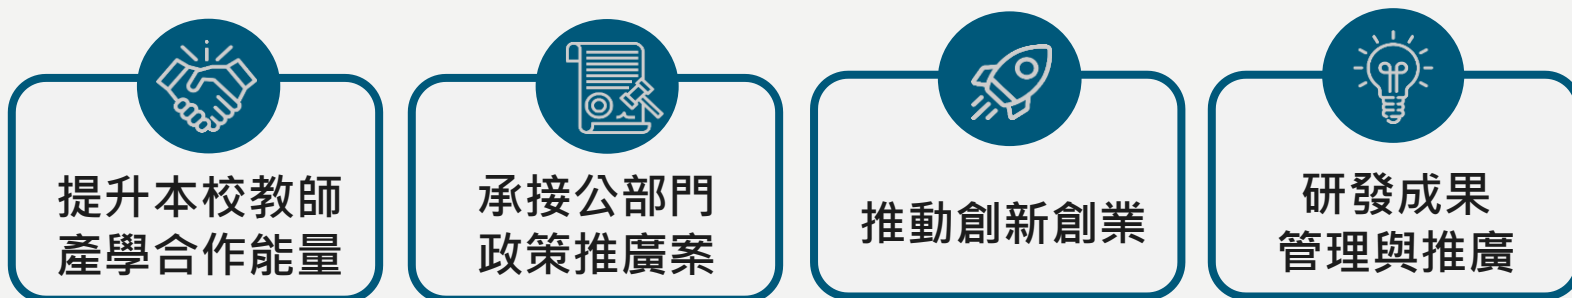 提升本校教師
產學合作能量
承接公部門
政策推廣案
推動創新創業
研發成果
管理與推廣